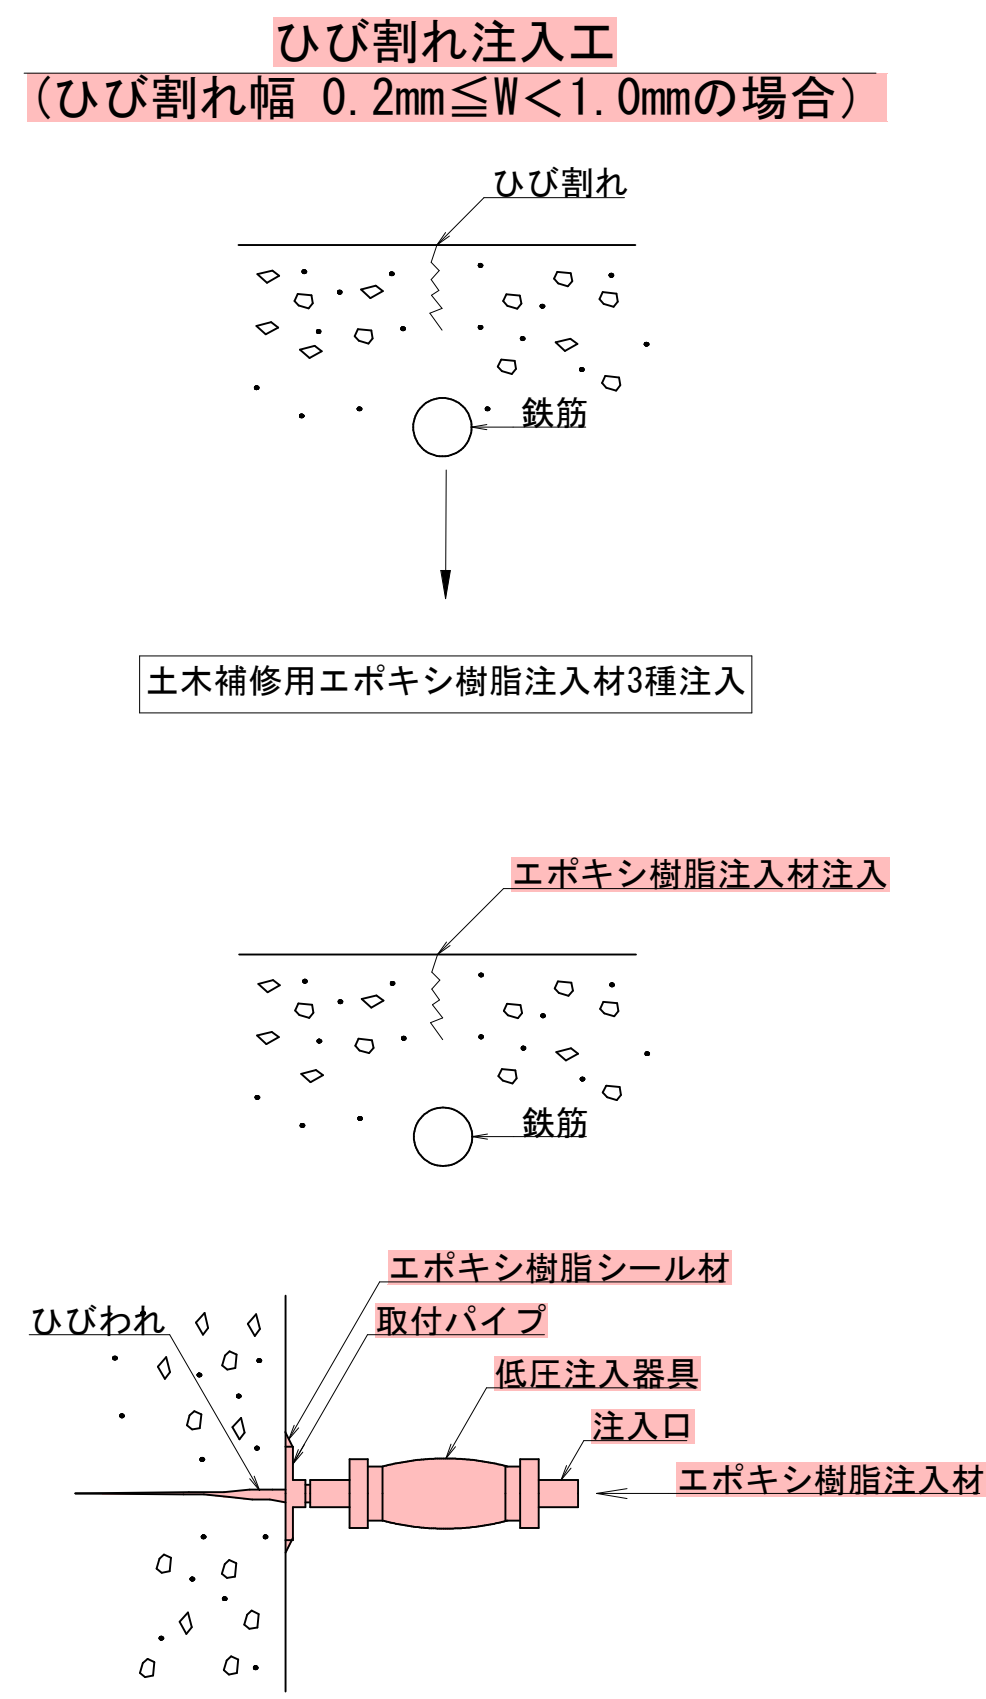 ひび割れ注入工
（ひび割れ幅 0.2mm≦W＜1.0mmの場合）
ひび割れ
鉄筋
土木補修用エポキシ樹脂注入材3種注入
エポキシ樹脂注入材注入
鉄筋
エポキシ樹脂シール材
ひびわれ
取付パイプ
低圧注入器具
注入口
エポキシ樹脂注入材